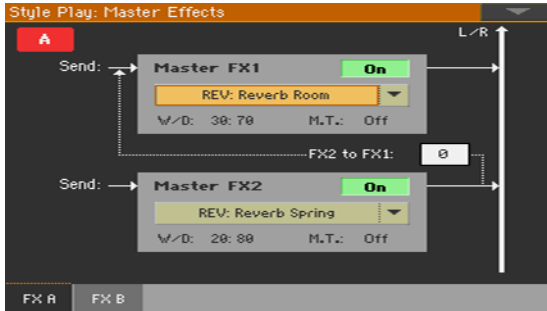 Style Play: Master Effects
A
L/R
Send:
Master FX1
On
REV: Reverb Room
W/D: 30:70 M.T.: Off
FX2 to FX1: 0
Send:
Master FX2
On
REV: Reverb Spring
W/D: 20:80 M.T.: Off
FX A FX B